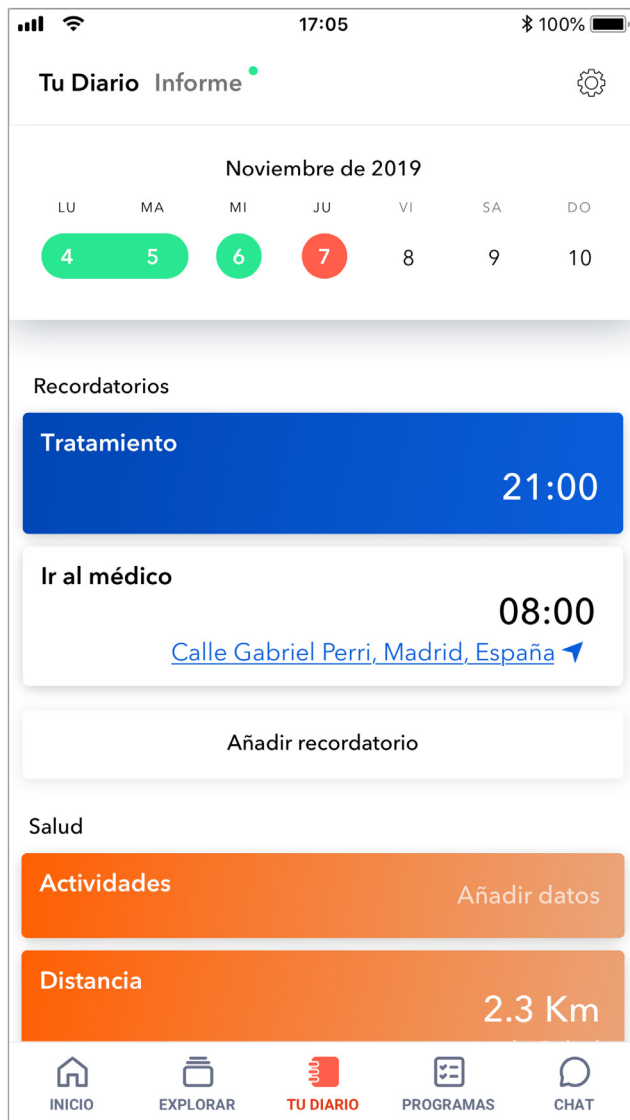 17:05
100%
Tu Diario Informe
Noviembre de 2019
LU MA MI JU VI SA DO
4 5 6 7 8 9 10
Recordatorios
Tratamiento
21:00
Ir al médico
08:00
Calle Gabriel Perri, Madrid, España
Añadir recordatorio
Salud
Actividades
Añadir datos
Distancia
2.3 Km
INICIO EXPLORAR TU DIARIO PROGRAMAS CHAT